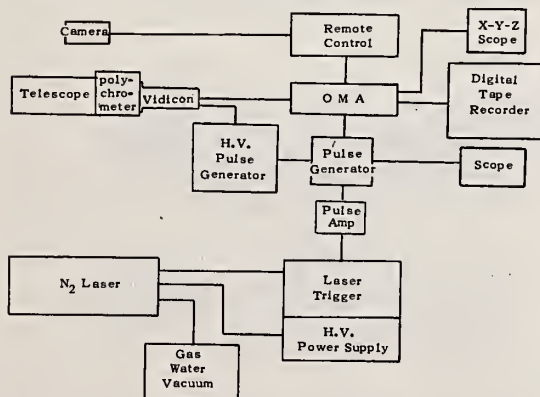 Camera
Remote
Control
X-Y-Z
Scope
Telescope
poly-
chro-
meter
Vidicon
O M A
Digital
Tape
Recorder
H.V.
Pulse
Generator
Pulse
Generator
Scope
Pulse
Amp
N₂ Laser
Laser
Trigger
H.V.
Power Supply
Gas
Water
Vacuum